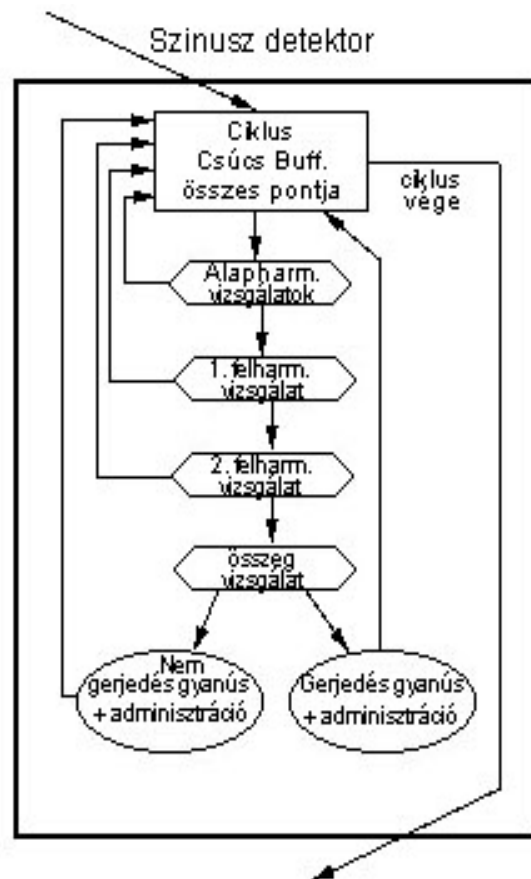 Szinusz detektor
Ciklus
Csúcs Buff.
összes pontja
ciklus
vége
Alapharm.
vizsgálatok
1. felharm.
vizsgálat
2. felharm.
vizsgálat
összeg
vizsgálat
Nem
gerjedés gyanús
+ adminisztráció
Gerjedés gyanús
+ adminisztráció